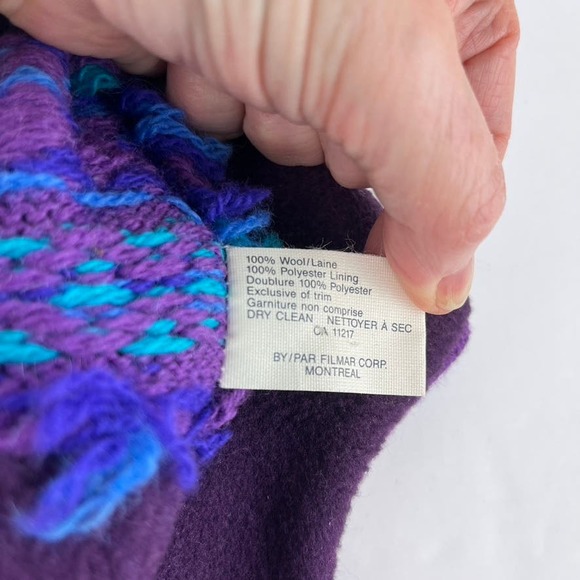 100% Wool/Laine
100% Polyester Lining
Doublure 100% Polyester
Exclusive of trim
Garniture non comprise
DRY CLEAN NETTOYER À SEC
CA 11217
BY/PAR FILMAR CORP.
MONTREAL